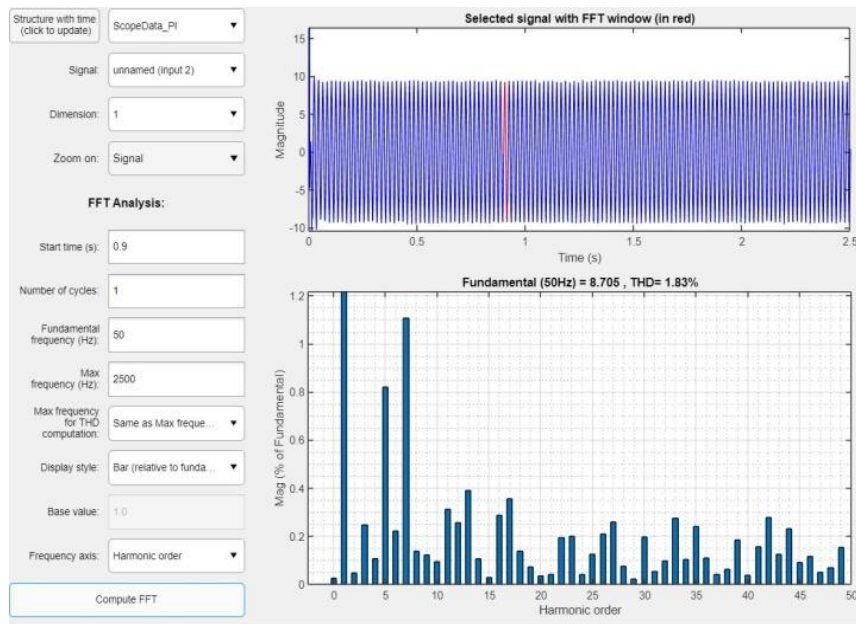 Structure with time
(click to update)
ScopeData_PI
Signal:
unnamed (input 2)
Dimension:
1
Zoom on:
Signal
FFT Analysis:
Start time (s):
0.9
Number of cycles:
1
Fundamental
frequency (Hz):
50
Max
frequency (Hz):
2500
Max frequency
for THD
computation:
Same as Max freque...
Display style:
Bar (relative to funda...
Base value:
1.0
Frequency axis:
Harmonic order
Compute FFT
Selected signal with FFT window (in red)
Magnitude
15
10
5
0
-5
-10
0
0.5
1
1.5
2
2.5
Time (s)
Fundamental (50Hz) = 8.705 , THD= 1.83%
Mag (% of Fundamental)
1.2
1
0.8
0.6
0.4
0.2
0
0
5
10
15
20
25
30
35
40
45
50
Harmonic order